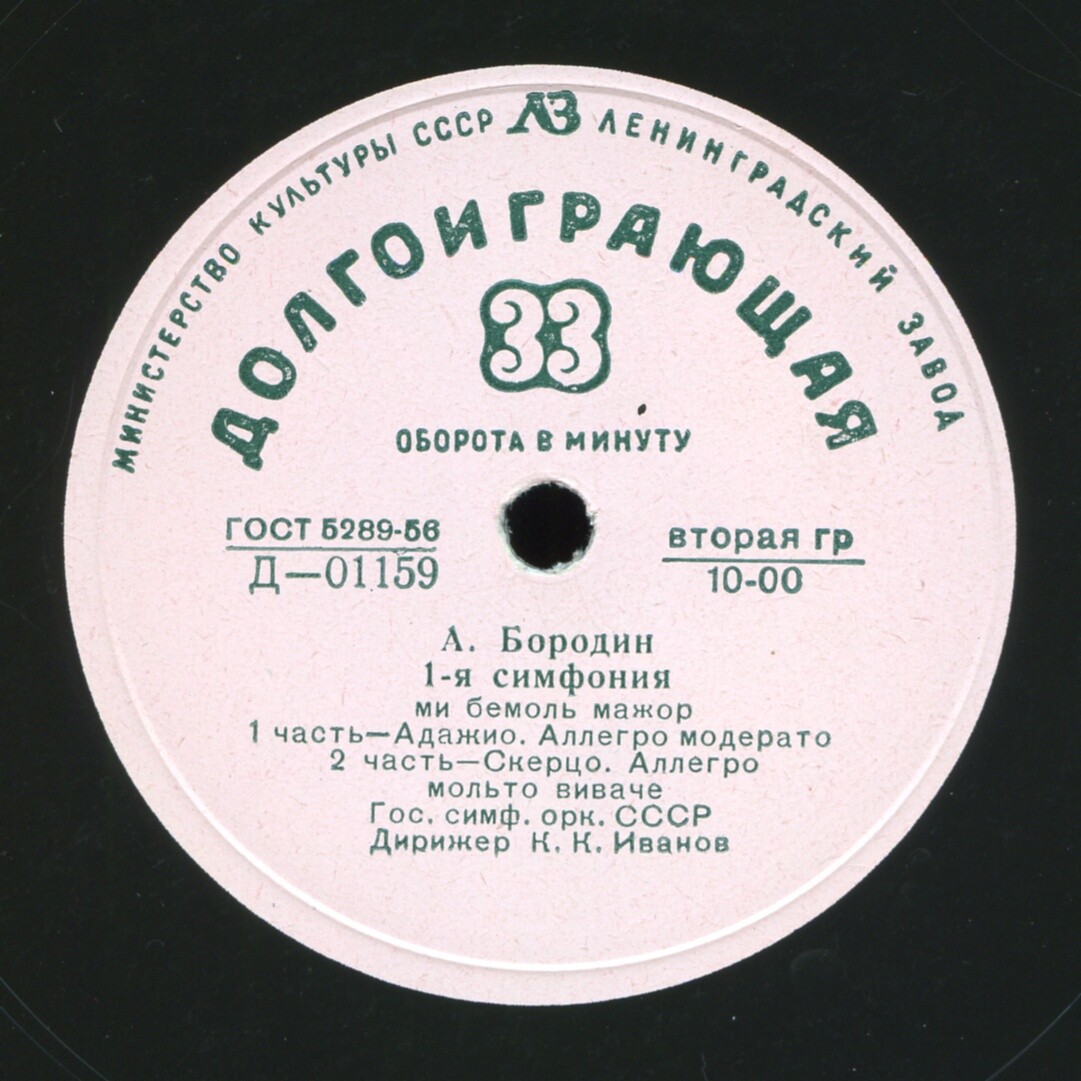 МИНИСТЕРСТВО КУЛЬТУРЫ СССР ЛЗ ЛЕНИНГРАДСКИЙ ЗАВОД
ДОЛГОИГРАЮЩАЯ
33
ОБОРОТА В МИНУТУ
ГОСТ 5289-56
Д—01159
вторая гр
10-00
А. Бородин
1-я симфония
ми бемоль мажор
1 часть—Адажио. Аллегро модерато
2 часть—Скерцо. Аллегро
мольто виваче
Гос. симф. орк. СССР
Дирижер К. К. Иванов